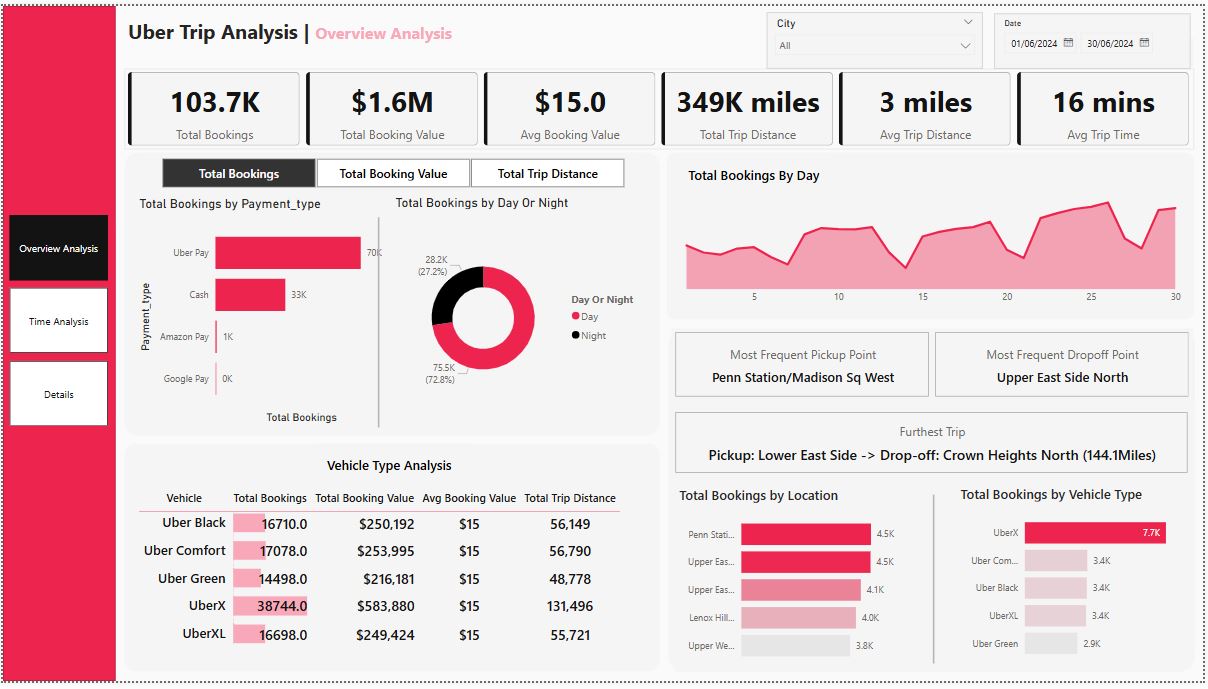 Uber Trip Analysis | Overview Analysis
City
All
Date
01/06/2024 30/06/2024
103.7K
Total Bookings
$1.6M
Total Booking Value
$15.0
Avg Booking Value
349K miles
Total Trip Distance
3 miles
Avg Trip Distance
16 mins
Avg Trip Time
Overview Analysis
Time Analysis
Details
Total Bookings Total Booking Value Total Trip Distance
Total Bookings by Payment_type
Payment_type
Uber Pay 70K
Cash 33K
Amazon Pay 1K
Google Pay 0K
Total Bookings
Total Bookings by Day Or Night
28.2K
(27.2%)
75.5K
(72.8%)
Day Or Night
Day
Night
Total Bookings By Day
5 10 15 20 25 30
Most Frequent Pickup Point
Penn Station/Madison Sq West
Most Frequent Dropoff Point
Upper East Side North
Furthest Trip
Pickup: Lower East Side -> Drop-off: Crown Heights North (144.1Miles)
Vehicle Type Analysis
Vehicle Total Bookings Total Booking Value Avg Booking Value Total Trip Distance
Uber Black 16710.0 $250,192 $15 56,149
Uber Comfort 17078.0 $253,995 $15 56,790
Uber Green 14498.0 $216,181 $15 48,778
UberX 38744.0 $583,880 $15 131,496
UberXL 16698.0 $249,424 $15 55,721
Total Bookings by Location
Penn Stati... 4.5K
Upper Eas... 4.5K
Upper Eas... 4.1K
Lenox Hill... 4.0K
Upper We... 3.8K
Total Bookings by Vehicle Type
UberX 7.7K
Uber Com... 3.4K
Uber Black 3.4K
UberXL 3.4K
Uber Green 2.9K